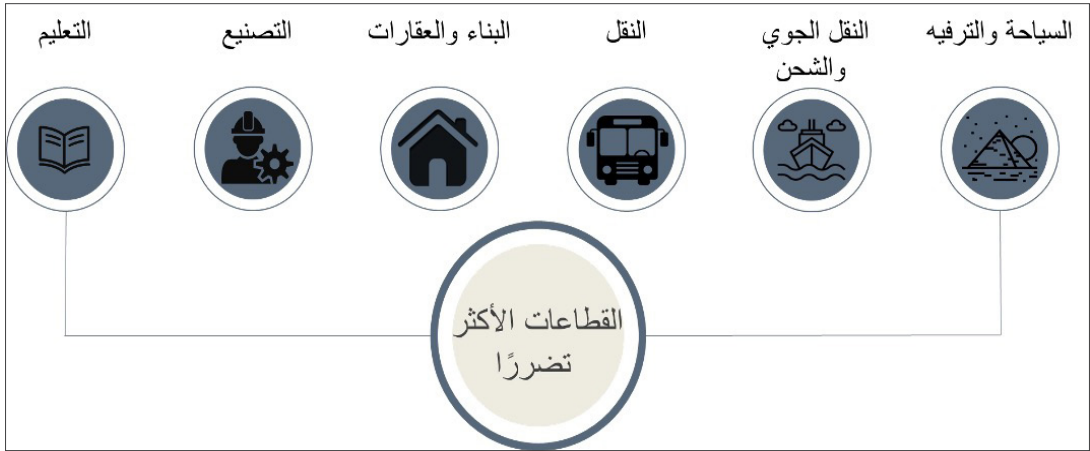 السياحة والترفيه
النقل الجوي
والشحن
النقل
البناء والعقارات
التصنيع
التعليم
القطاعات الأكثر
تضررًا